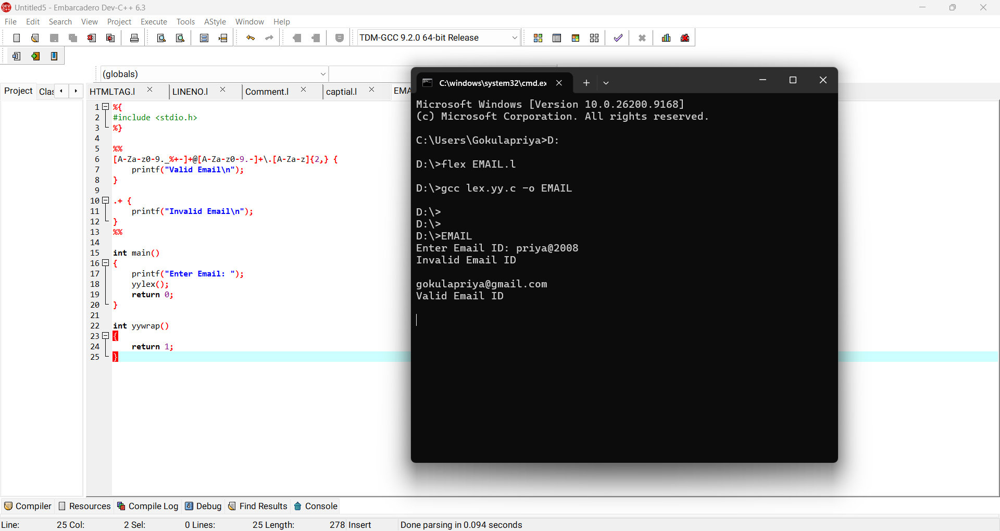 Untitled5 - Embarcadero Dev-C++ 6.3
File Edit Search View Project Execute Tools AStyle Window Help
TDM-GCC 9.2.0 64-bit Release
(globals)
Project Clas
HTMLTAG.l LINENO.l Comment.l captial.l EMA
1 %{
2 #include <stdio.h>
3 %}
4
5 %%
6 [A-Za-z0-9._%+-]+@[A-Za-z0-9.-]+\.[A-Za-z]{2,} {
7     printf("Valid Email\n");
8 }
9
10 .+ {
11     printf("Invalid Email\n");
12 }
13 %%
14
15 int main()
16 {
17     printf("Enter Email: ");
18     yylex();
19     return 0;
20 }
21
22 int yywrap()
23 {
24     return 1;
25 }
C:\windows\system32\cmd.ex
Microsoft Windows [Version 10.0.26200.9168]
(c) Microsoft Corporation. All rights reserved.
C:\Users\Gokulapriya>D:
D:\>flex EMAIL.l
D:\>gcc lex.yy.c -o EMAIL
D:\>
D:\>
D:\>EMAIL
Enter Email ID: priya@2008
Invalid Email ID
gokulapriya@gmail.com
Valid Email ID
Compiler Resources Compile Log Debug Find Results Console
Line: 25 Col: 2 Sel: 0 Lines: 25 Length: 278 Insert Done parsing in 0.094 seconds